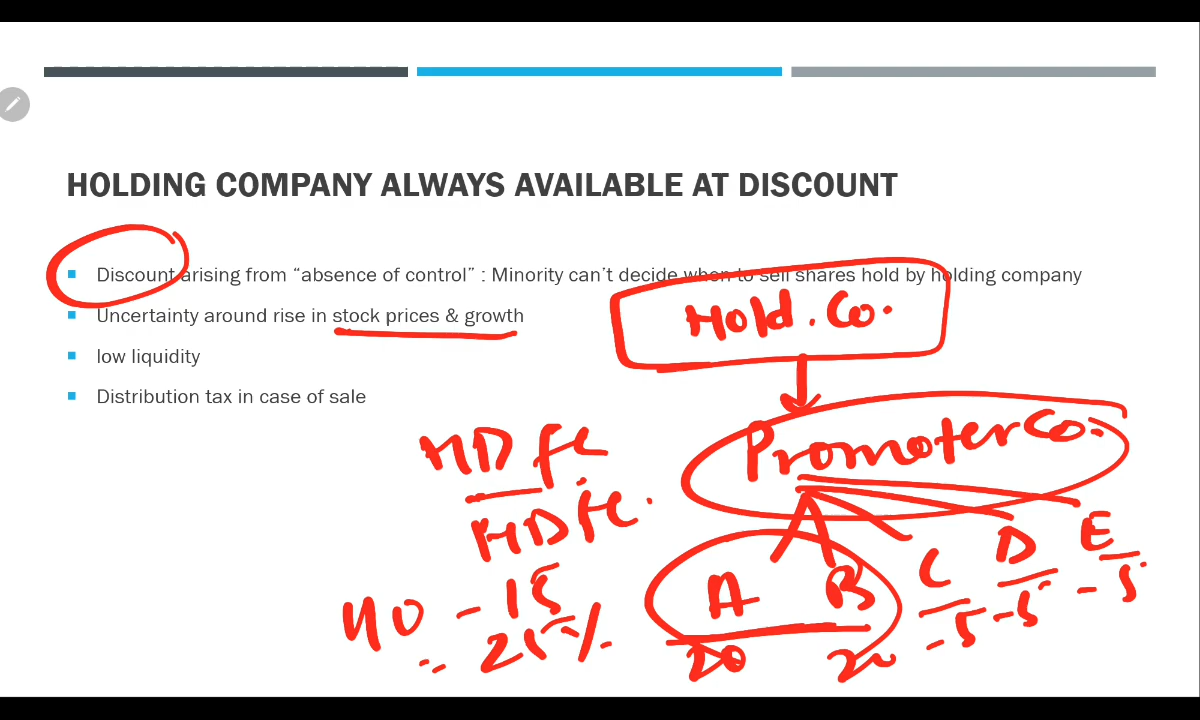 HOLDING COMPANY ALWAYS AVAILABLE AT DISCOUNT
Discount arising from “absence of control” : Minority can’t decide when to sell shares hold by holding company
Uncertainty around rise in stock prices & growth
low liquidity
Distribution tax in case of sale
Hold. Co.
Promoter Co.
HDFC
HDFC.
A B C D E
20 20 -5 -5 -5
40 - 15
= 25%